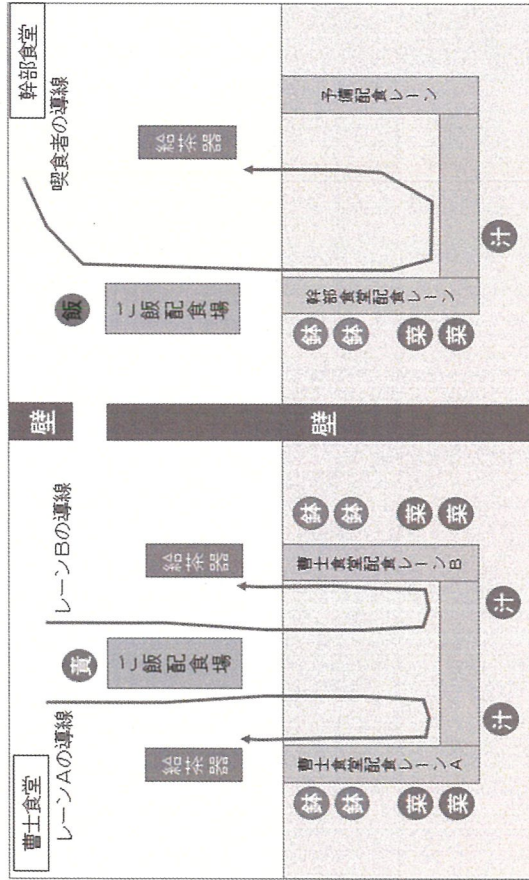 曹士食堂
幹部食堂
レーンAの導線
レーンBの導線
喫食者の導線
壁
責
飯
給茶器
ご飯配食場
給茶器
ご飯配食場
給茶器
壁
鉢
鉢
菜
菜
曹士食堂配食レーンA
曹士食堂配食レーンB
鉢
鉢
菜
菜
鉢
鉢
菜
菜
幹部食堂配食レーン
予備配食レーン
汁
汁
汁